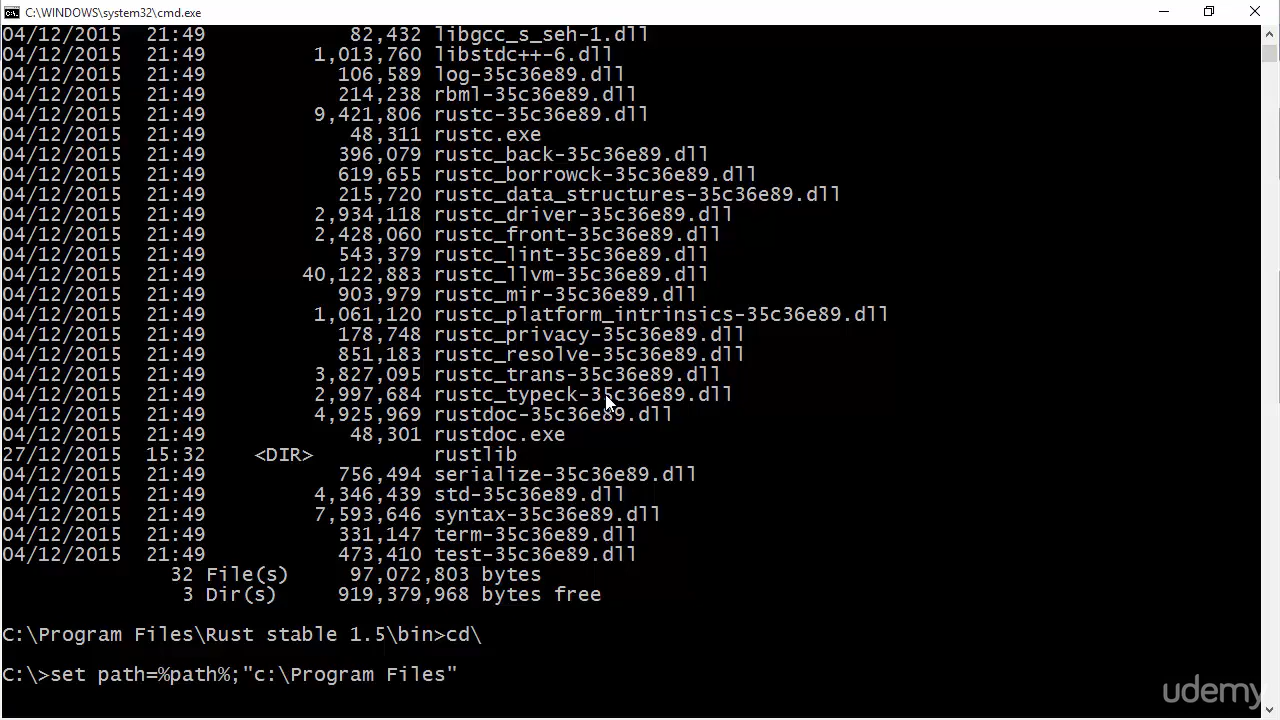 C:\WINDOWS\system32\cmd.exe
04/12/2015  21:49            82,432 libgcc_s_seh-1.dll
04/12/2015  21:49         1,013,760 libstdc++-6.dll
04/12/2015  21:49           106,589 log-35c36e89.dll
04/12/2015  21:49           214,238 rbml-35c36e89.dll
04/12/2015  21:49         9,421,806 rustc-35c36e89.dll
04/12/2015  21:49            48,311 rustc.exe
04/12/2015  21:49           396,079 rustc_back-35c36e89.dll
04/12/2015  21:49           619,655 rustc_borrowck-35c36e89.dll
04/12/2015  21:49           215,720 rustc_data_structures-35c36e89.dll
04/12/2015  21:49         2,934,118 rustc_driver-35c36e89.dll
04/12/2015  21:49         2,428,060 rustc_front-35c36e89.dll
04/12/2015  21:49           543,379 rustc_lint-35c36e89.dll
04/12/2015  21:49        40,122,883 rustc_llvm-35c36e89.dll
04/12/2015  21:49           903,979 rustc_mir-35c36e89.dll
04/12/2015  21:49         1,061,120 rustc_platform_intrinsics-35c36e89.dll
04/12/2015  21:49           178,748 rustc_privacy-35c36e89.dll
04/12/2015  21:49           851,183 rustc_resolve-35c36e89.dll
04/12/2015  21:49         3,827,095 rustc_trans-35c36e89.dll
04/12/2015  21:49         2,997,684 rustc_typeck-35c36e89.dll
04/12/2015  21:49         4,925,969 rustdoc-35c36e89.dll
04/12/2015  21:49            48,301 rustdoc.exe
27/12/2015  15:32    <DIR>          rustlib
04/12/2015  21:49           756,494 serialize-35c36e89.dll
04/12/2015  21:49         4,346,439 std-35c36e89.dll
04/12/2015  21:49         7,593,646 syntax-35c36e89.dll
04/12/2015  21:49           331,147 term-35c36e89.dll
04/12/2015  21:49           473,410 test-35c36e89.dll
32 File(s)     97,072,803 bytes
3 Dir(s)     919,379,968 bytes free
C:\Program Files\Rust stable 1.5\bin>cd\
C:\>set path=%path%;"c:\Program Files"
udemy